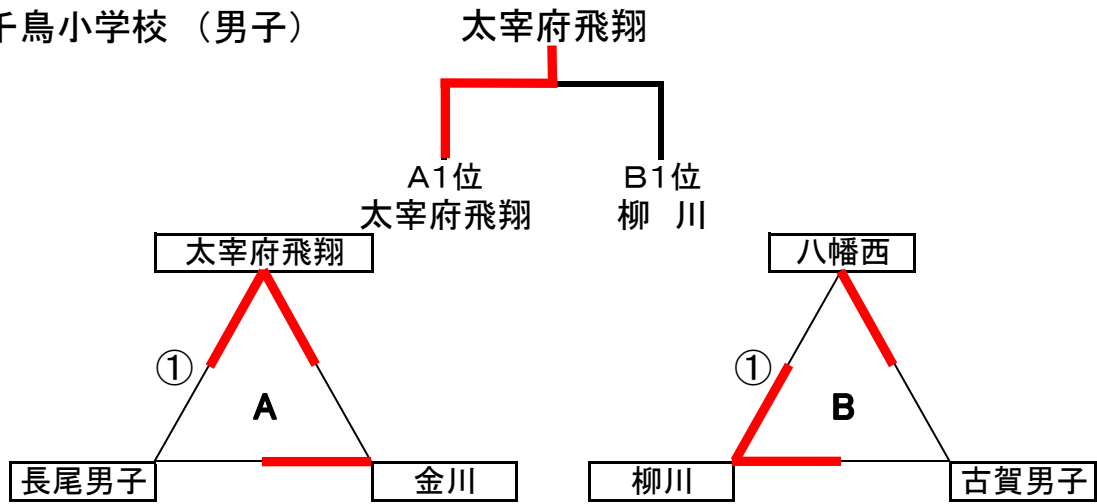 千鳥小学校 （男子）
太宰府飛翔
A1位
太宰府飛翔
B1位
柳 川
太宰府飛翔
①
A
長尾男子
金川
八幡西
①
B
柳川
古賀男子